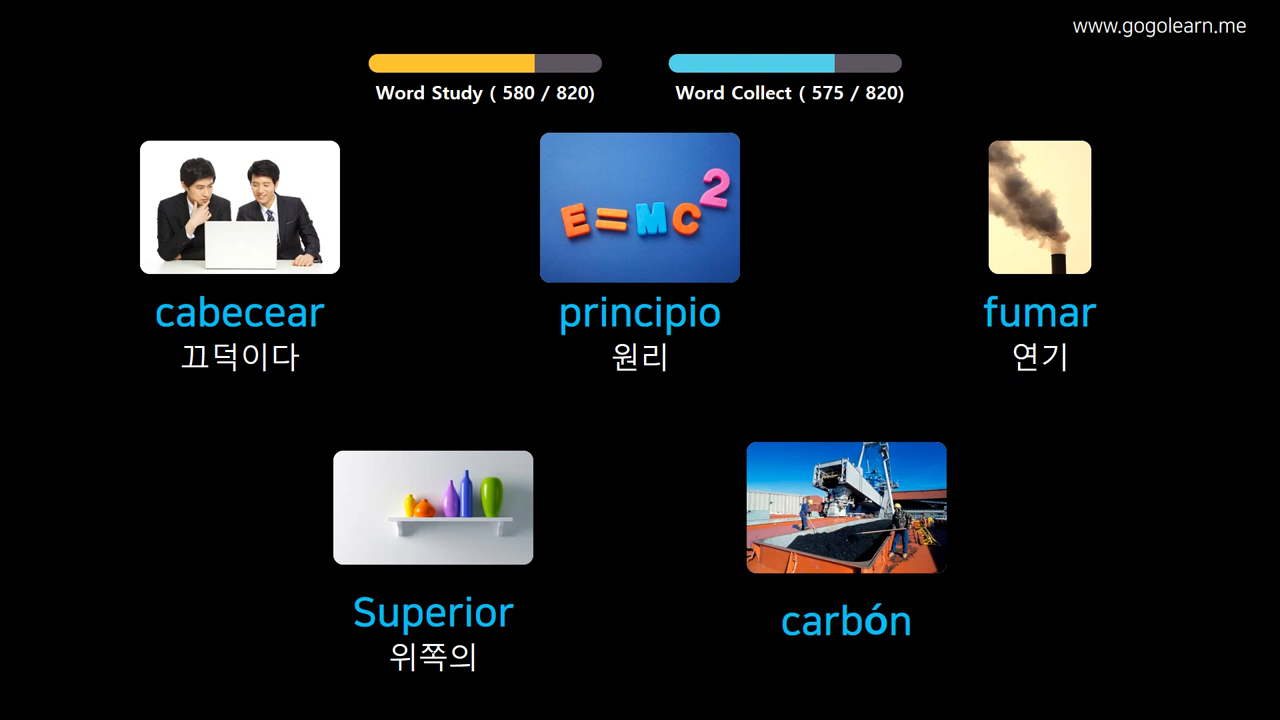 www.gogolearn.me
Word Study ( 580 / 820)
Word Collect ( 575 / 820)
E=MC2
cabecear
끄덕이다
principio
원리
fumar
연기
Superior
위쪽의
carbón